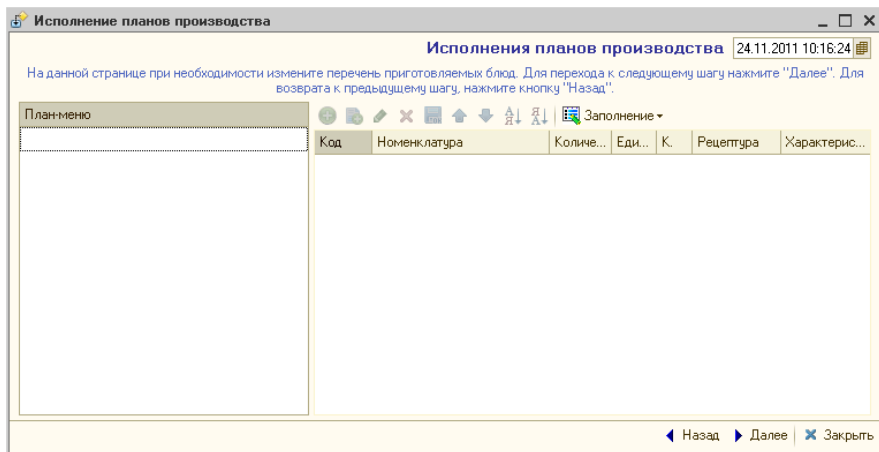 Исполнение планов производства
Исполнения планов производства 24.11.2011 10:16:24
На данной странице при необходимости измените перечень приготовляемых блюд. Для перехода к следующему шагу нажмите "Далее". Для
возврата к предыдущему шагу, нажмите кнопку "Назад".
План-меню
Заполнение
Код Номенклатура Количе... Еди... К. Рецептура Характерис...
Назад Далее Закрыть